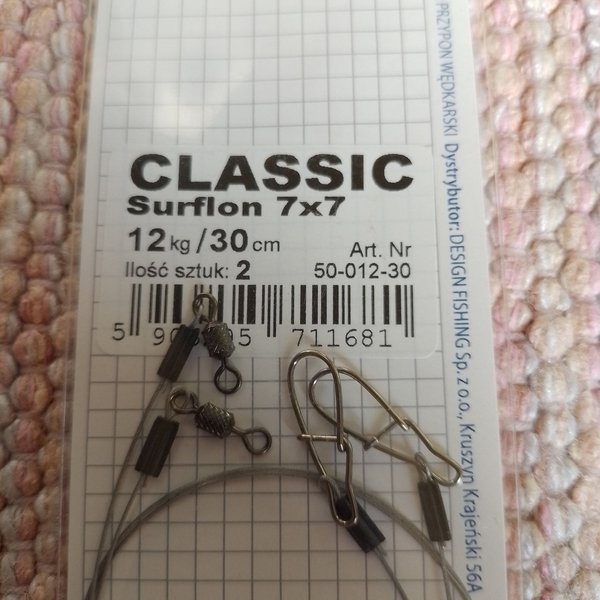 CLASSIC
Surflon 7x7
12kg/30cm
Art. Nr
Ilość sztuk: 2
50-012-30
711681
PRZYPON WĘDKARSKI Dystrybutor: DESIGN FISHING Sp. z o.o., Kruszyn Krajeński 56A